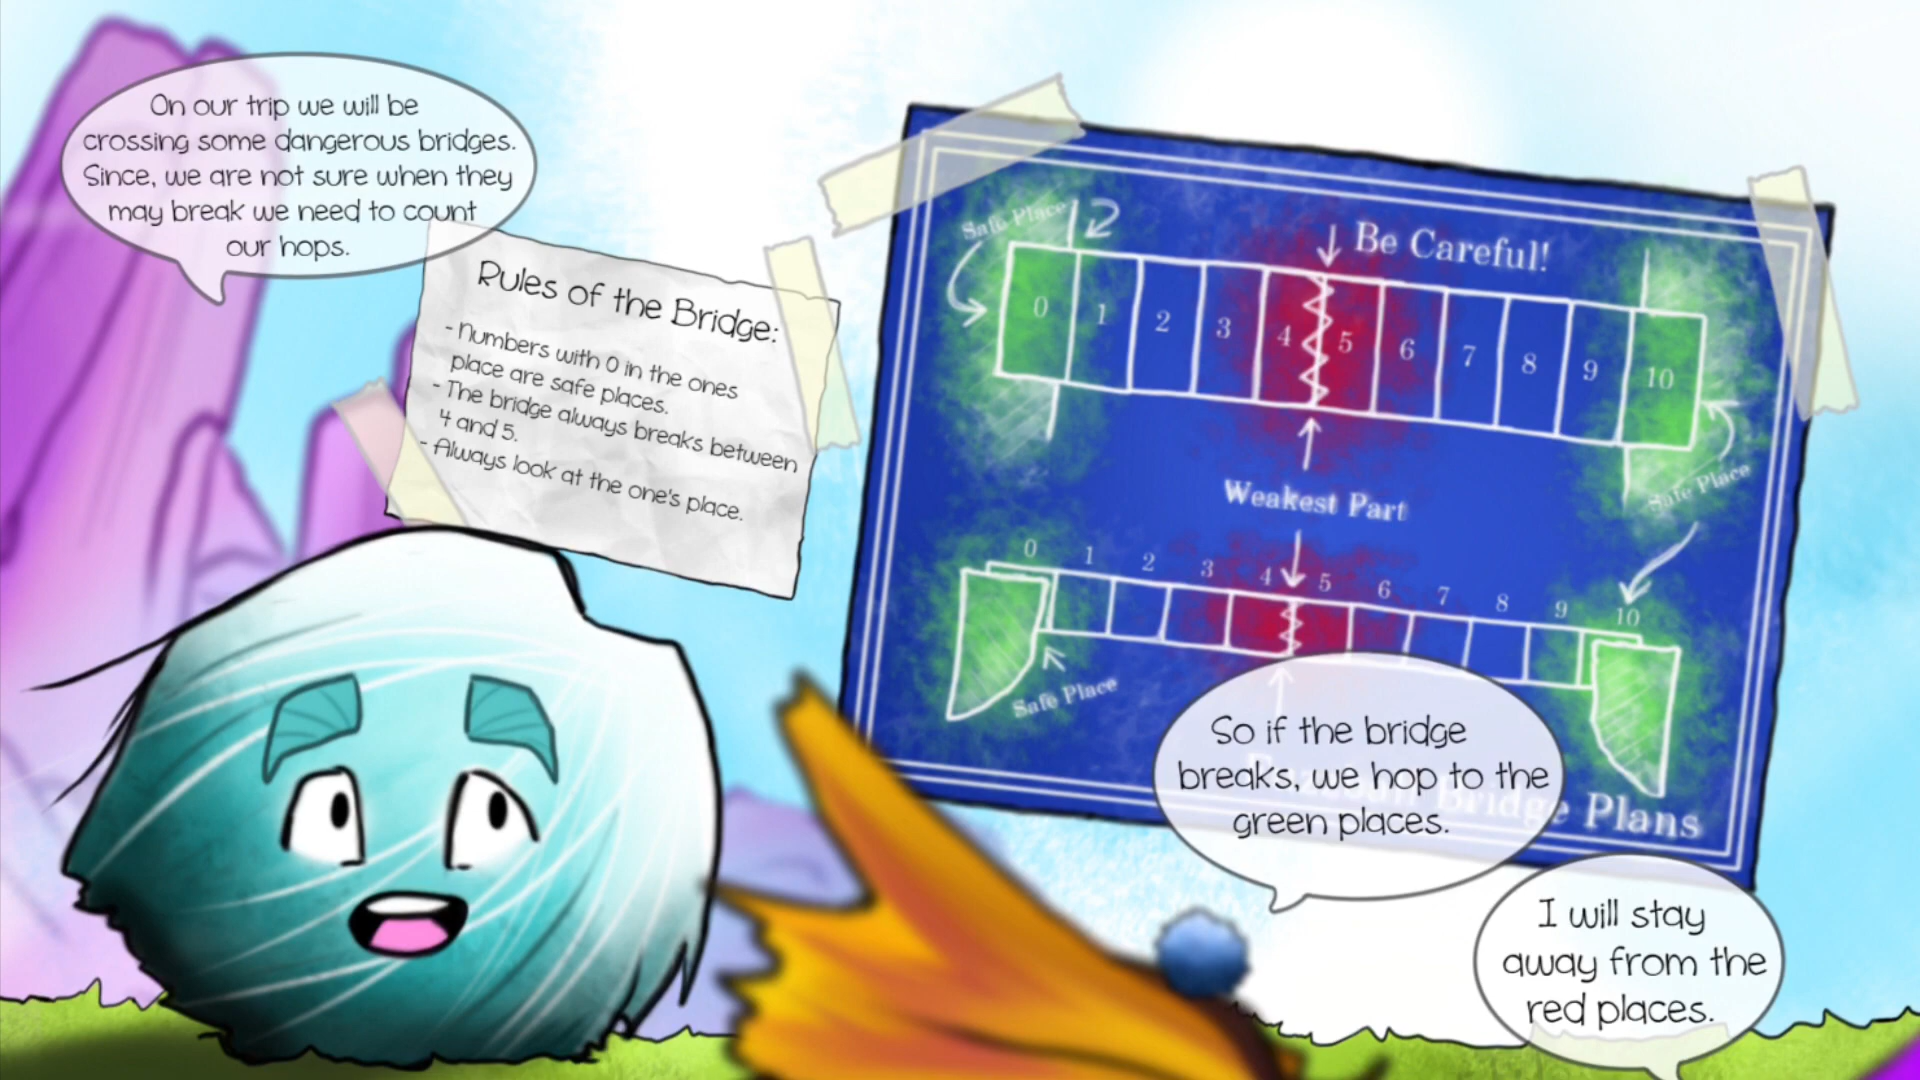 On our trip we will be
crossing some dangerous bridges.
Since, we are not sure when they
may break we need to count
our hops.
Rules of the Bridge:
- Numbers with 0 in the ones
place are safe places.
- The bridge always breaks between
4 and 5.
- Always look at the one's place.
Safe Place
Be Careful!
0 1 2 3 4 5 6 7 8 9 10
Weakest Part
Safe Place
0 1 2 3 4 5 6 7 8 9 10
Safe Place
Bridge Plans
So if the bridge
breaks, we hop to the
green places.
I will stay
away from the
red places.